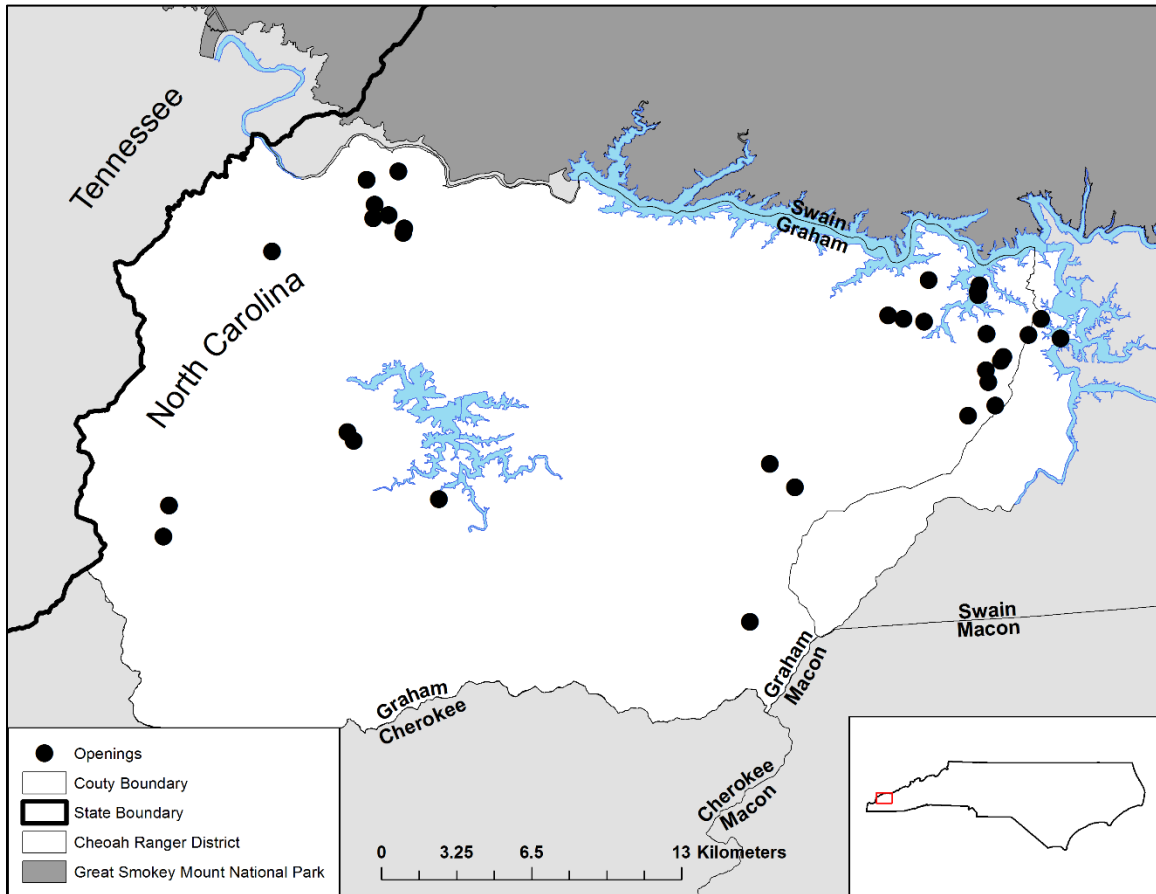 Tennessee
North Carolina
Swain
Graham
Swain
Macon
Graham
Macon
Graham
Cherokee
Cherokee
Macon
Openings
Couty Boundary
State Boundary
Cheoah Ranger District
Great Smokey Mount National Park
0 3.25 6.5 13 Kilometers